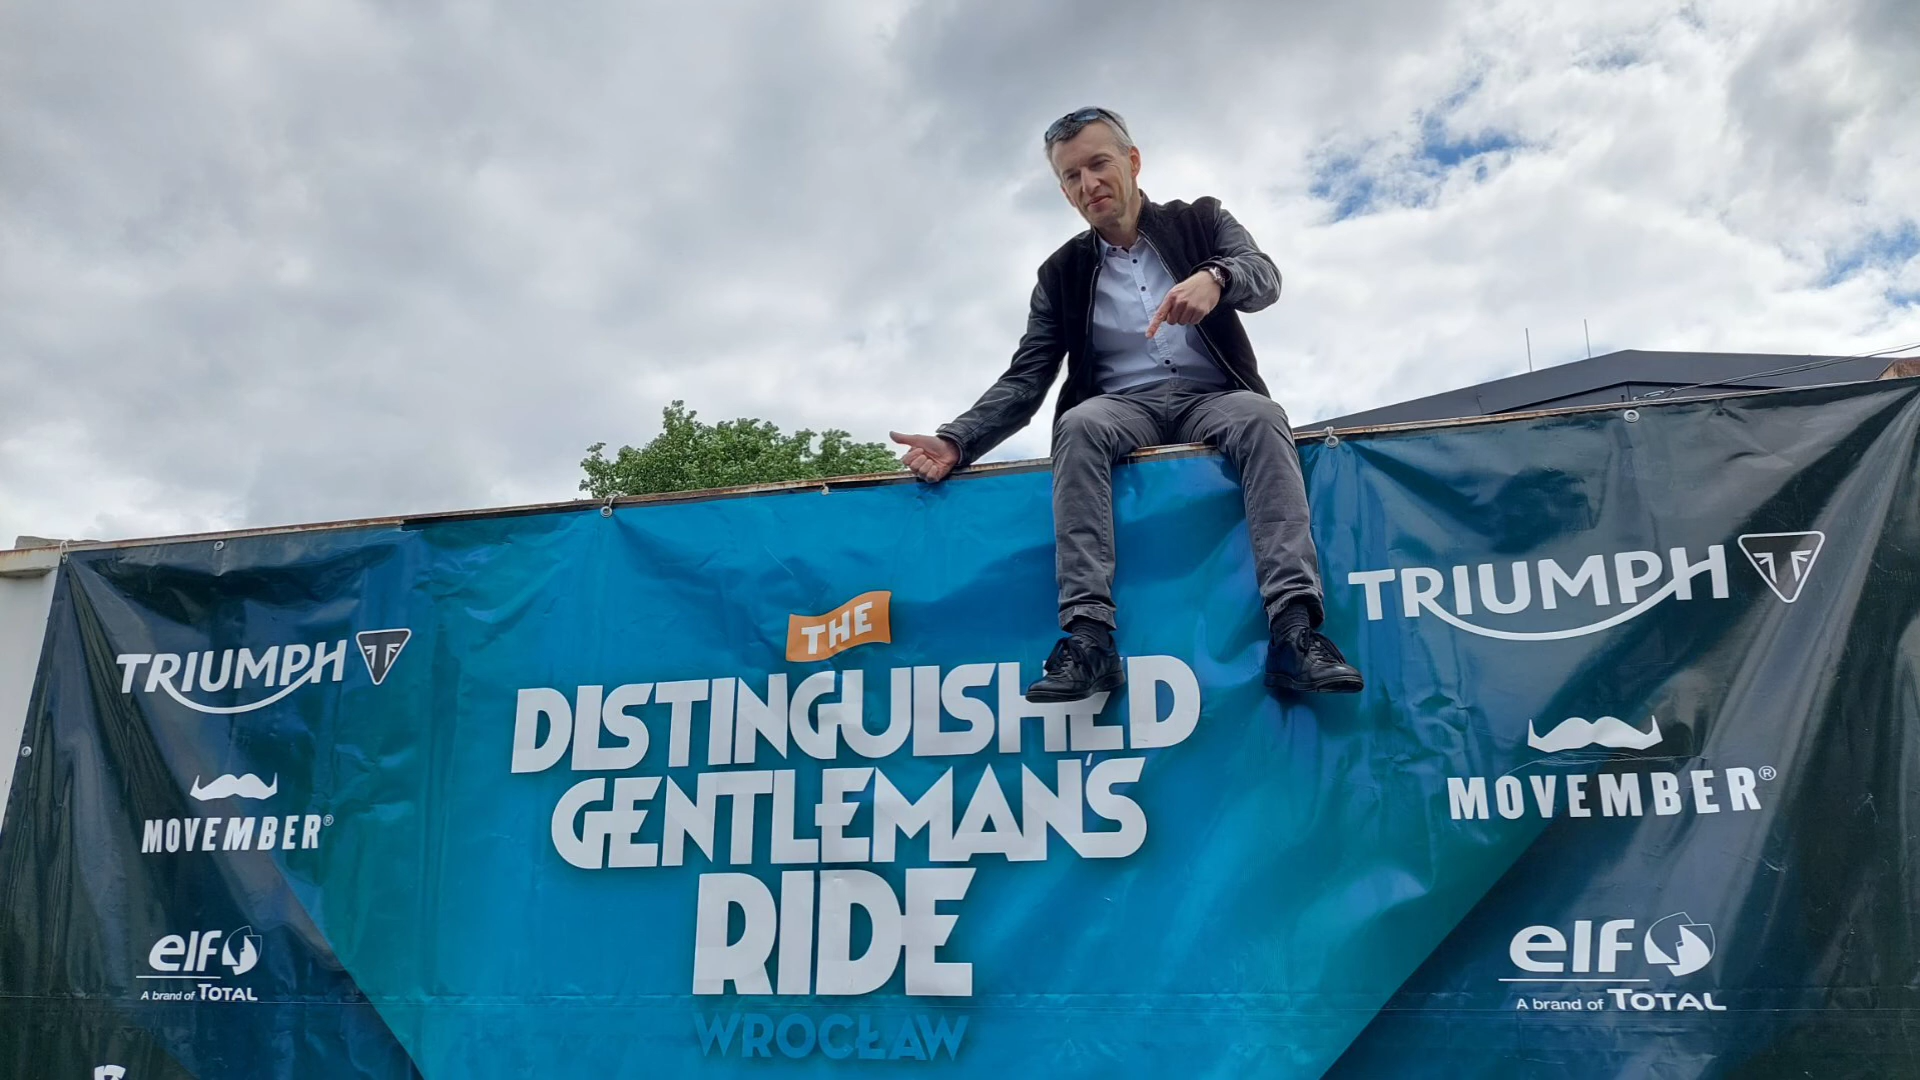 TRIUMPH
MOVEMBER®
elf
A brand of TOTAL
THE
DISTINGUISHED
GENTLEMAN'S
RIDE
WROCŁAW
TRIUMPH
MOVEMBER®
elf
A brand of TOTAL